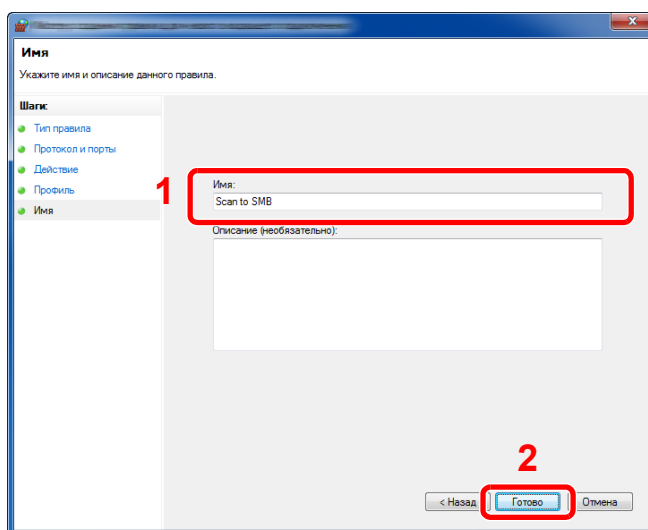 Имя
Укажите имя и описание данного правила.
Шаги:
Тип правила
Протокол и порты
Действие
Профиль
Имя
1
Имя:
Scan to SMB
Описание (необязательно):
2
< Назад
Готово
Отмена